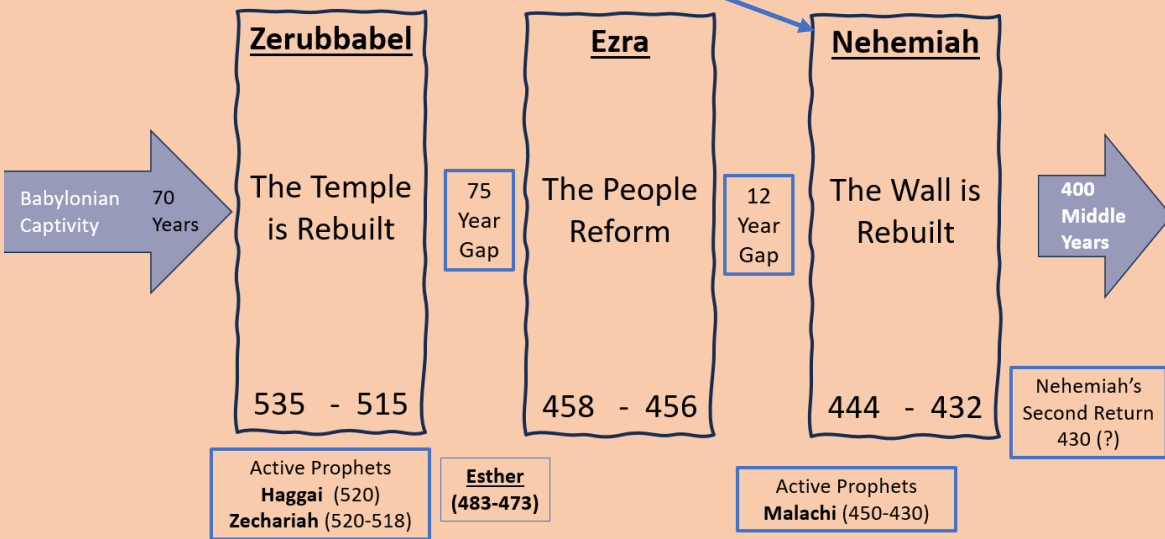 Babylonian
Captivity
70
Years
Zerubbabel
The Temple
is Rebuilt
535 - 515
Active Prophets
Haggai (520)
Zechariah (520-518)
75
Year
Gap
Esther
(483-473)
Ezra
The People
Reform
458 - 456
12
Year
Gap
Nehemiah
The Wall is
Rebuilt
444 - 432
Active Prophets
Malachi (450-430)
400
Middle
Years
Nehemiah’s
Second Return
430 (?)